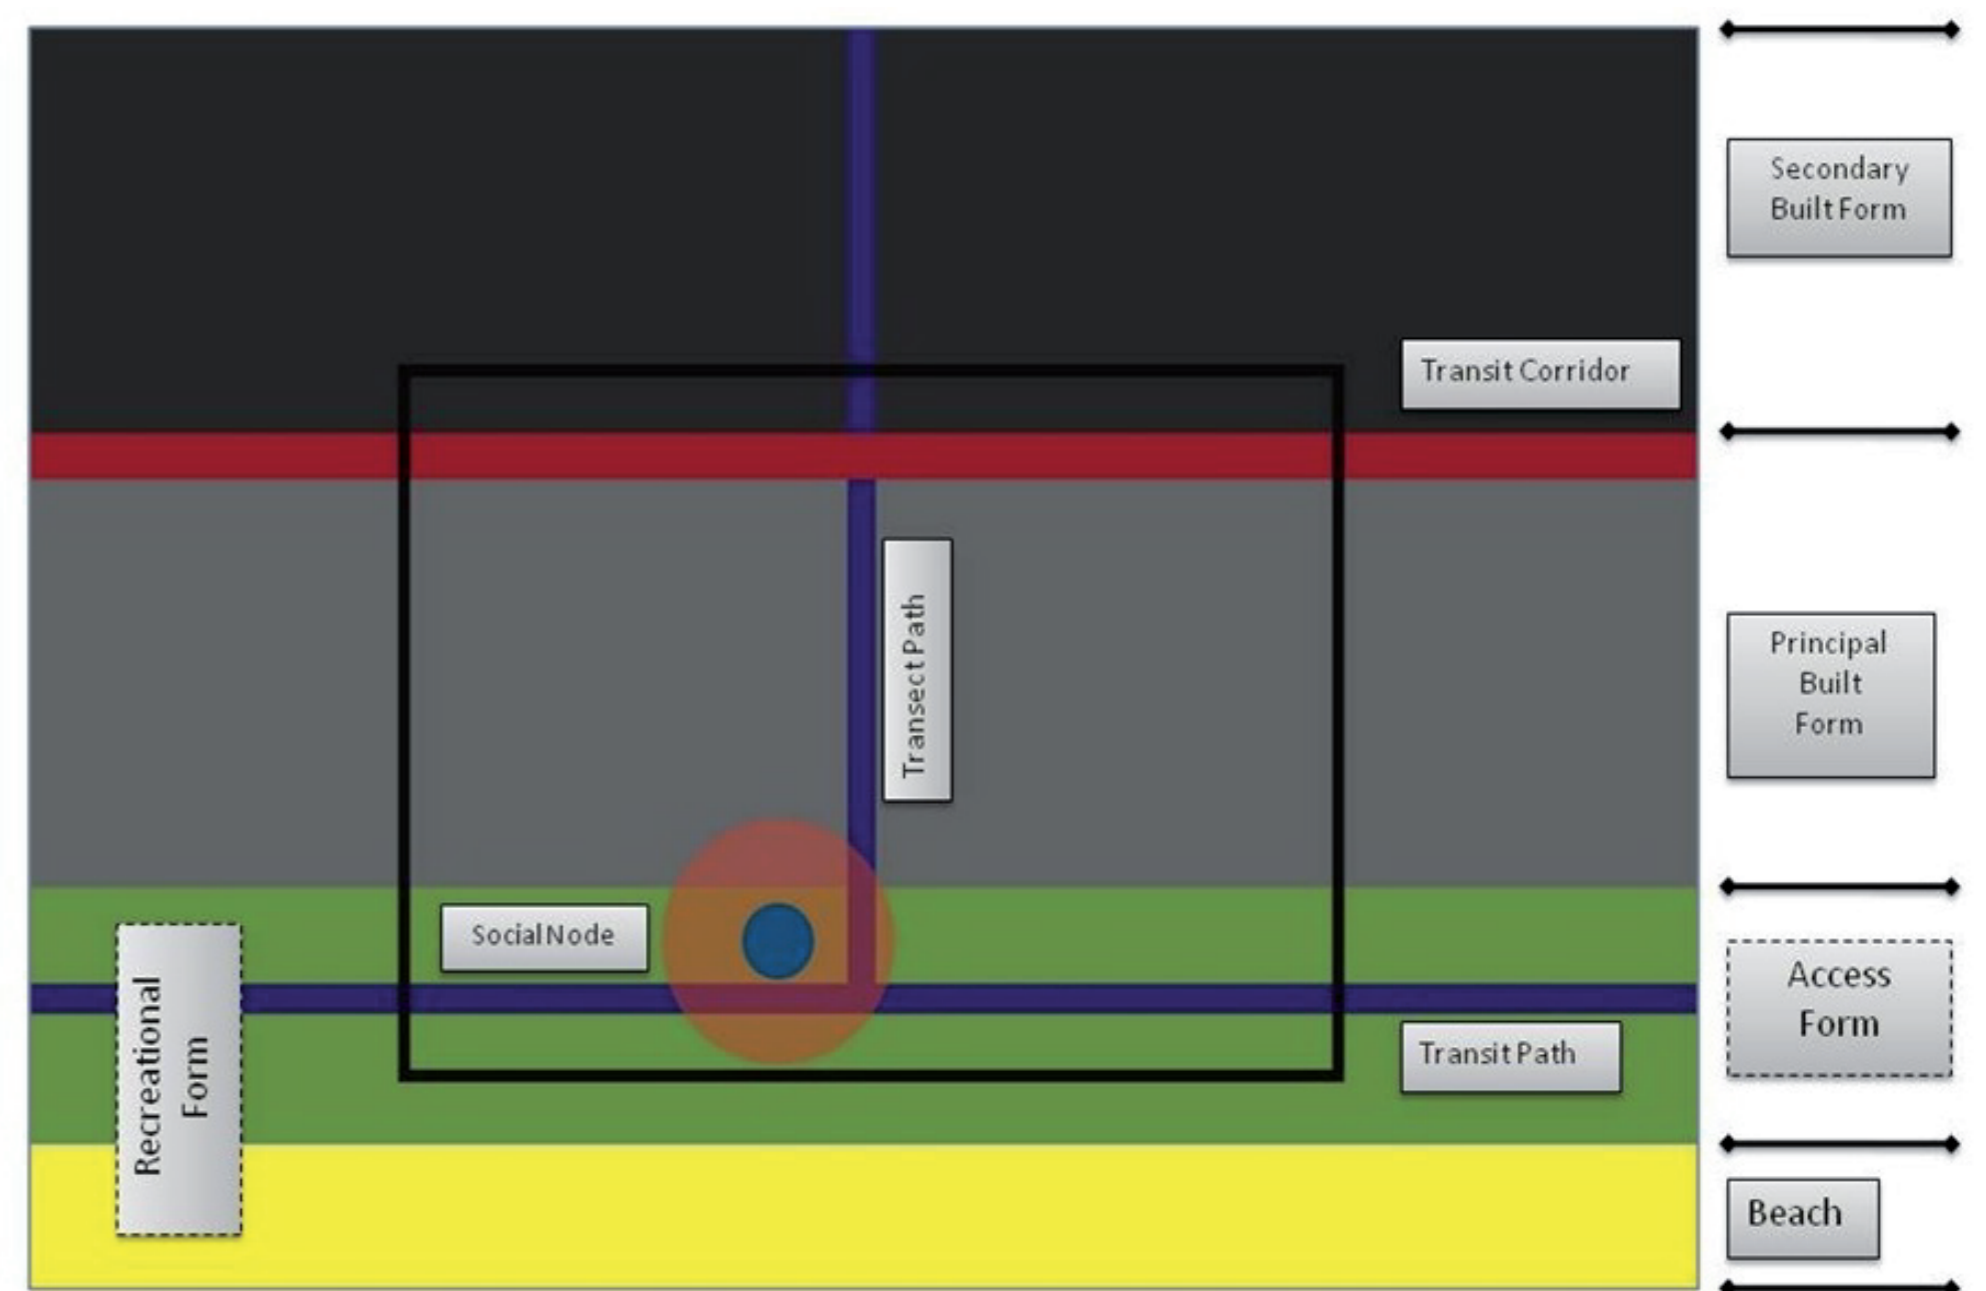 Secondary
Built Form
Transit Corridor
Transect Path
Principal
Built
Form
Social Node
Recreational
Form
Access
Form
Transit Path
Beach